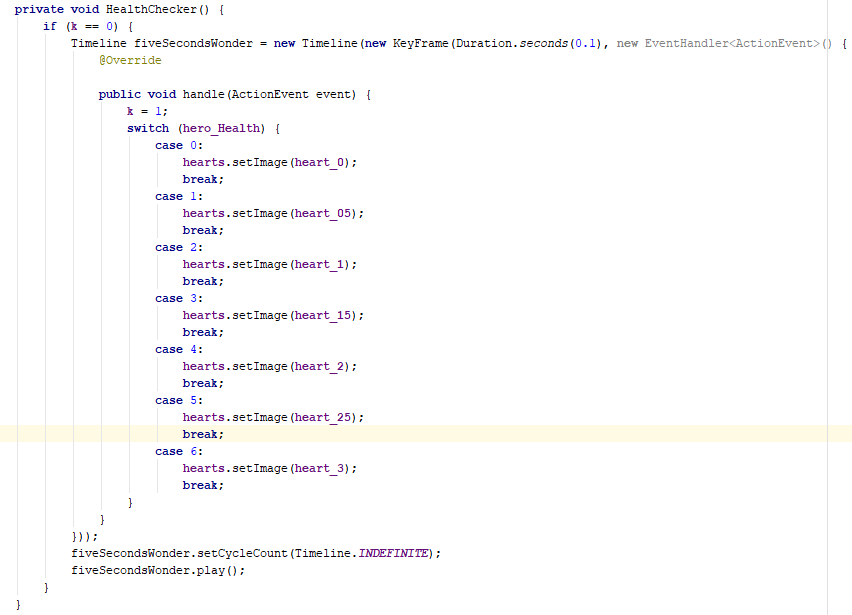 private void HealthChecker() {
    if (k == 0) {
        Timeline fiveSecondsWonder = new Timeline(new KeyFrame(Duration.seconds(0.1), new EventHandler<ActionEvent>() {
            @Override

            public void handle(ActionEvent event) {
                k = 1;
                switch (hero_Health) {
                    case 0:
                        hearts.setImage(heart_0);
                        break;
                    case 1:
                        hearts.setImage(heart_05);
                        break;
                    case 2:
                        hearts.setImage(heart_1);
                        break;
                    case 3:
                        hearts.setImage(heart_15);
                        break;
                    case 4:
                        hearts.setImage(heart_2);
                        break;
                    case 5:
                        hearts.setImage(heart_25);
                        break;
                    case 6:
                        hearts.setImage(heart_3);
                        break;
                }
            }
        }));
        fiveSecondsWonder.setCycleCount(Timeline.INDEFINITE);
        fiveSecondsWonder.play();
    }
}